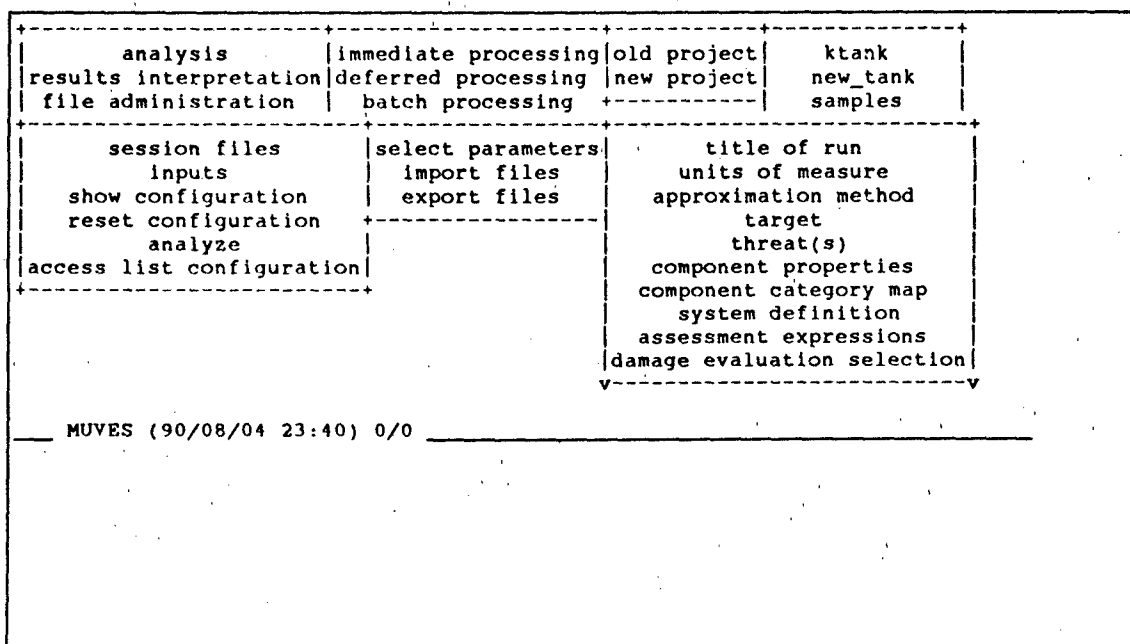 +----------------------+--------------------+-----------+--------------+
|       analysis       |immediate processing|old project|    ktank     |
|results interpretation|deferred processing |new project|   new_tank   |
| file administration  |  batch processing  +-----------|   samples    |
+-------------------------+----------------+---------------------------+
|      session files      |select parameters|       title of run        |
|         inputs          |  import files  |     units of measure      |
|   show configuration    |  export files  |   approximation method    |
|   reset configuration   +----------------|          target           |
|         analyze         |                |         threat(s)         |
|access list configuration|                |   component properties    |
+-------------------------+                |  component category map   |
|     system definition     |
|  assessment expressions   |
|damage evaluation selection|
v---------------------------v
___ MUVES (90/08/04 23:40) 0/0 ___